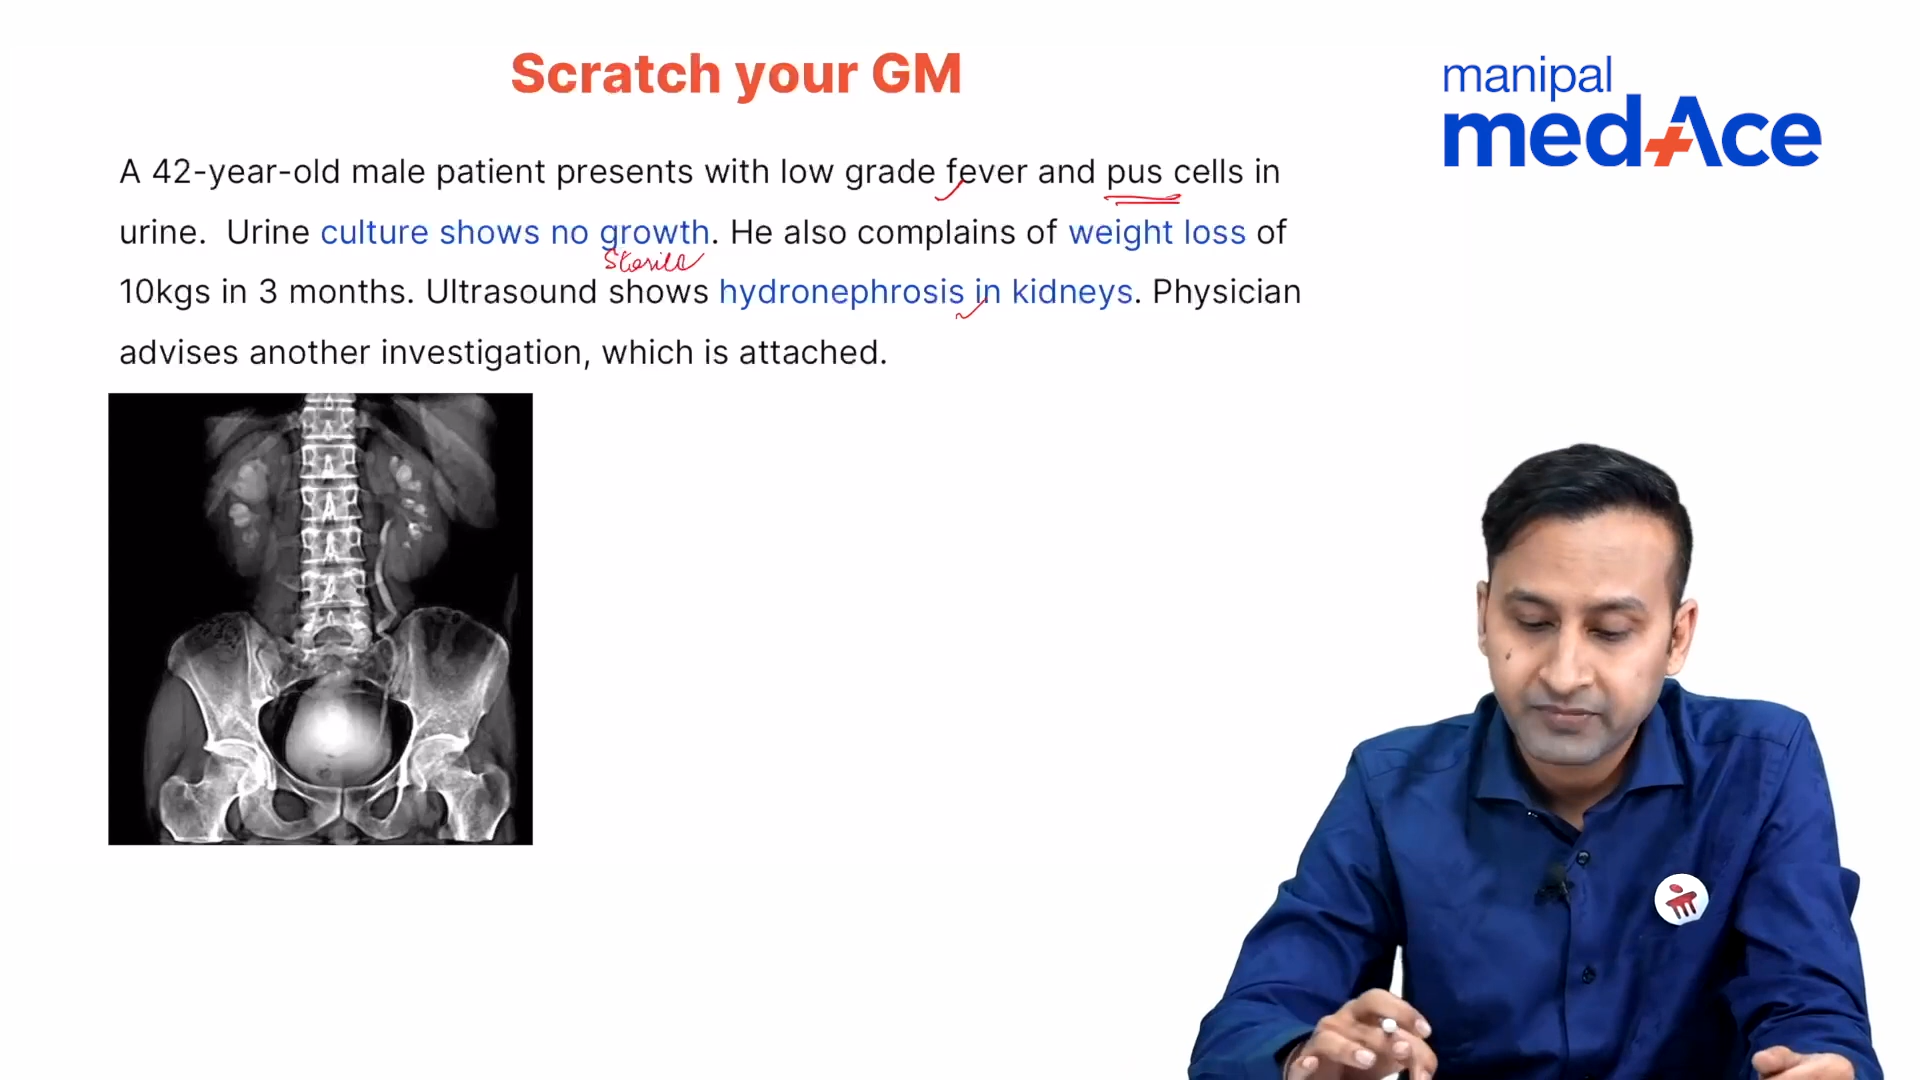 Scratch your GM
manipal
medAce
A 42-year-old male patient presents with low grade fever and pus cells in
urine. Urine culture shows no growth. He also complains of weight loss of
Sterile
10kgs in 3 months. Ultrasound shows hydronephrosis in kidneys. Physician
advises another investigation, which is attached.